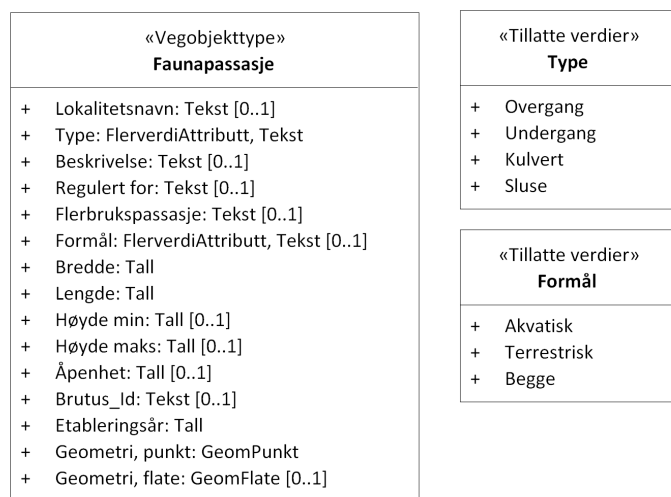 «Vegobjekttype»
Faunapassasje
+ Lokalitetsnavn: Tekst [0..1]
+ Type: FlerverdiAttributt, Tekst
+ Beskrivelse: Tekst [0..1]
+ Regulert for: Tekst [0..1]
+ Flerbrukspassasje: Tekst [0..1]
+ Formål: FlerverdiAttributt, Tekst [0..1]
+ Bredde: Tall
+ Lengde: Tall
+ Høyde min: Tall [0..1]
+ Høyde maks: Tall [0..1]
+ Åpenhet: Tall [0..1]
+ Brutus_Id: Tekst [0..1]
+ Etableringsår: Tall
+ Geometri, punkt: GeomPunkt
+ Geometri, flate: GeomFlate [0..1]
«Tillatte verdier»
Type
+ Overgang
+ Undergang
+ Kulvert
+ Sluse
«Tillatte verdier»
Formål
+ Akvatisk
+ Terrestrisk
+ Begge